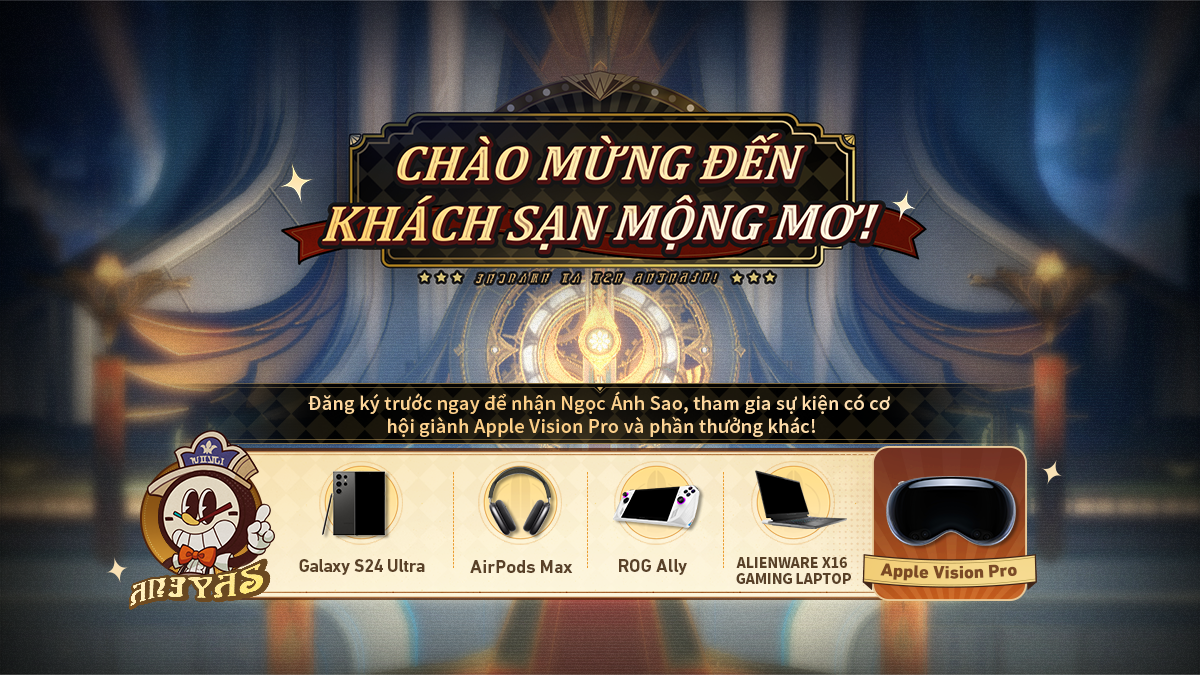 CHÀO MỪNG ĐẾN
KHÁCH SẠN MỘNG MƠ!
Đăng ký trước ngay để nhận Ngọc Ánh Sao, tham gia sự kiện có cơ
hội giành Apple Vision Pro và phần thưởng khác!
Galaxy S24 Ultra
AirPods Max
ROG Ally
ALIENWARE X16
GAMING LAPTOP
Apple Vision Pro